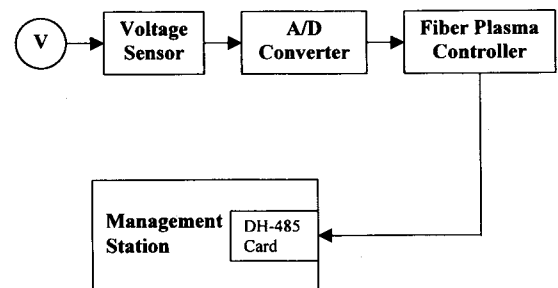 V
Voltage
Sensor
A/D
Converter
Fiber Plasma
Controller
Management
Station
DH-485
Card